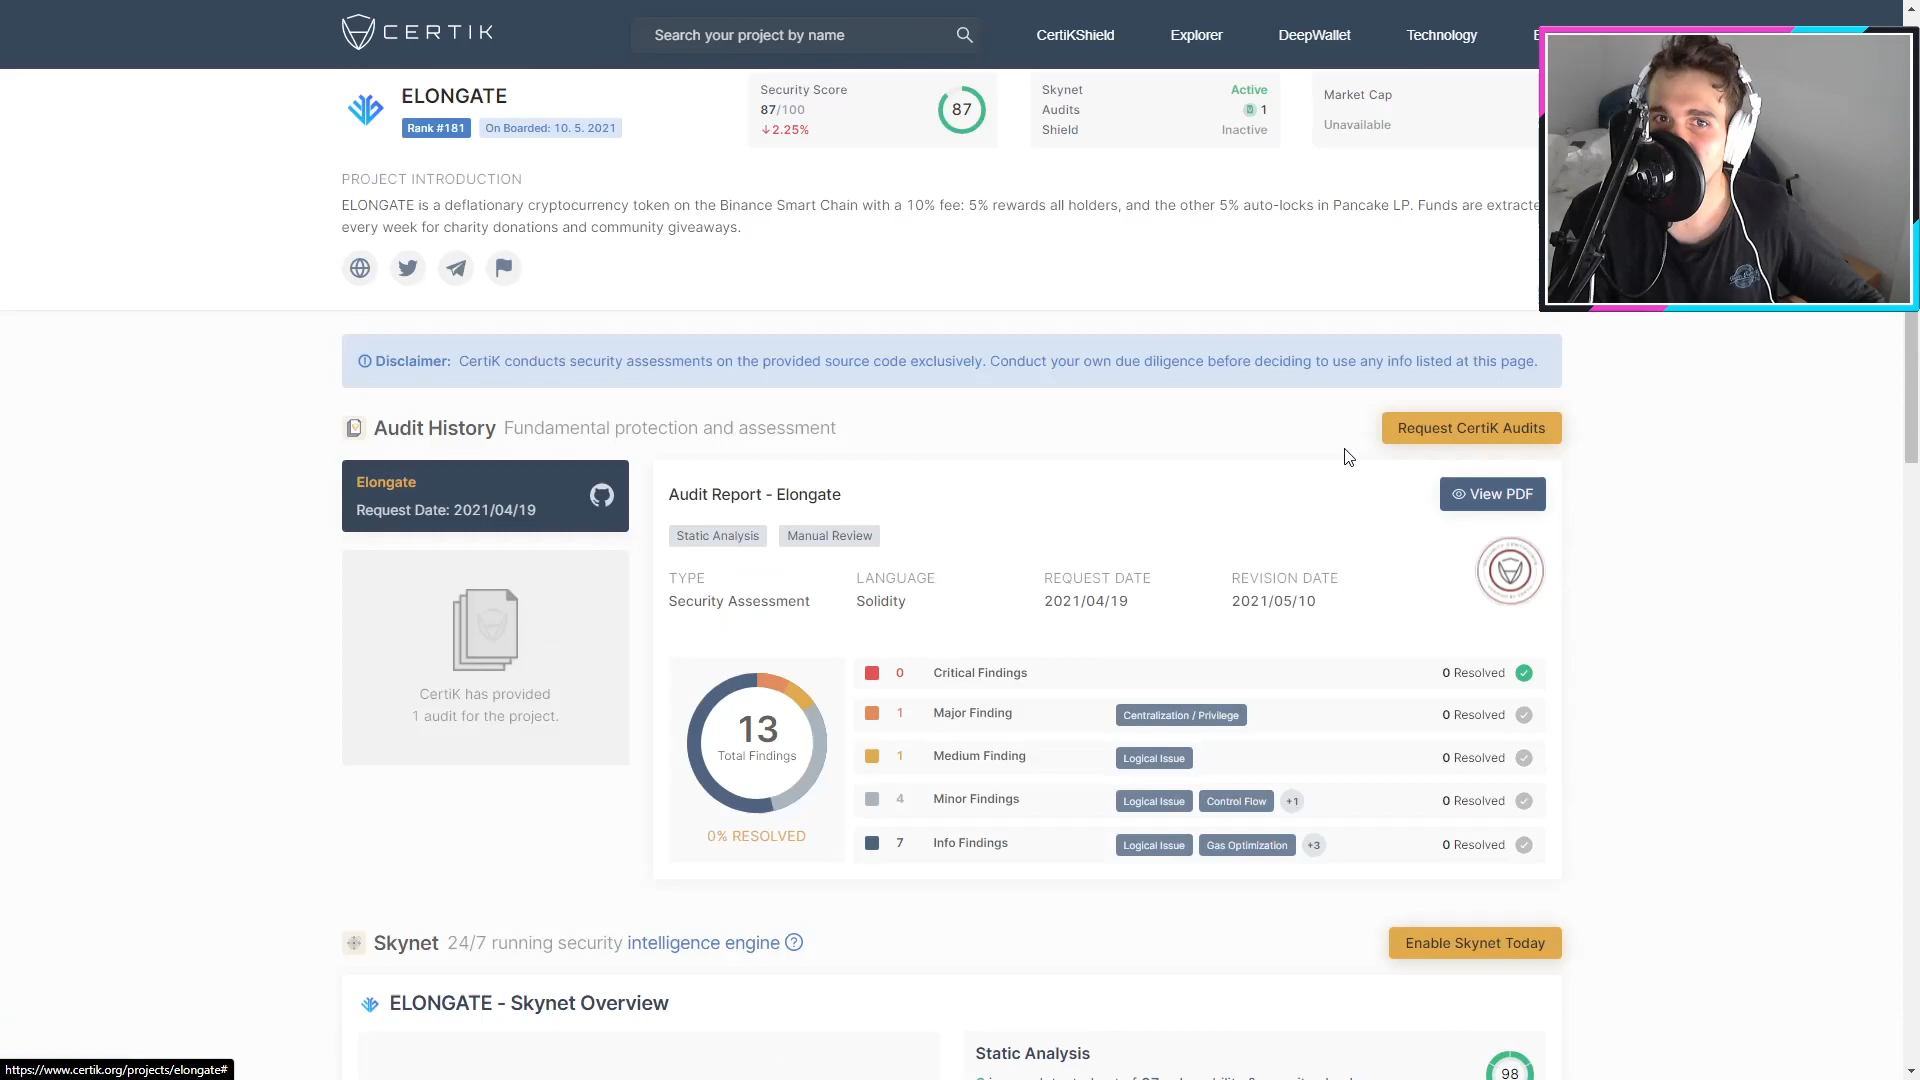 CERTIK
Search your project by name
CertiKShield
Explorer
DeepWallet
Technology
E
ELONGATE
Rank #181
On Boarded: 10. 5. 2021
Security Score
87/100
↓2.25%
87
Skynet
Active
Audits
1
Shield
Inactive
Market Cap
Unavailable
PROJECT INTRODUCTION
ELONGATE is a deflationary cryptocurrency token on the Binance Smart Chain with a 10% fee: 5% rewards all holders, and the other 5% auto-locks in Pancake LP. Funds are extracte
every week for charity donations and community giveaways.
Disclaimer: CertiK conducts security assessments on the provided source code exclusively. Conduct your own due diligence before deciding to use any info listed at this page.
Audit History Fundamental protection and assessment
Request CertiK Audits
Elongate
Request Date: 2021/04/19
CertiK has provided
1 audit for the project.
Audit Report - Elongate
View PDF
Static Analysis
Manual Review
TYPE
LANGUAGE
REQUEST DATE
REVISION DATE
Security Assessment
Solidity
2021/04/19
2021/05/10
13
Total Findings
0% RESOLVED
0 Critical Findings 0 Resolved
1 Major Finding Centralization / Privilege 0 Resolved
1 Medium Finding Logical Issue 0 Resolved
4 Minor Findings Logical Issue Control Flow +1 0 Resolved
7 Info Findings Logical Issue Gas Optimization +3 0 Resolved
Skynet 24/7 running security intelligence engine ?
Enable Skynet Today
ELONGATE - Skynet Overview
Static Analysis
98
https://www.certik.org/projects/elongate#